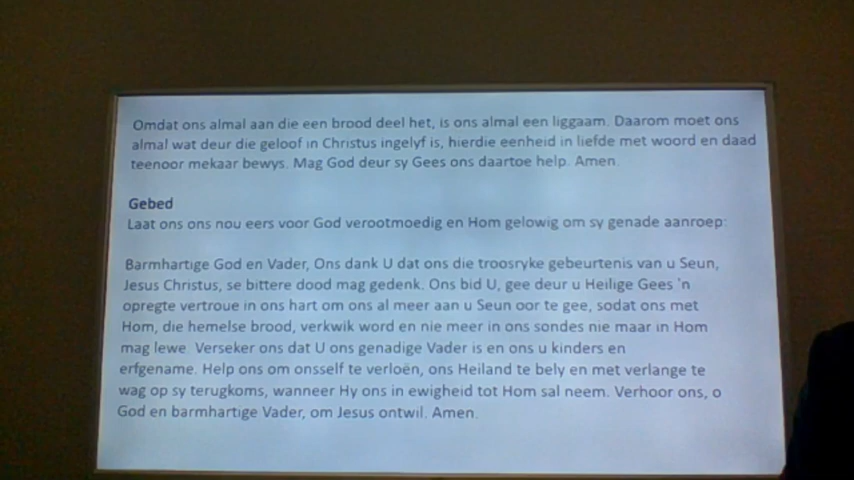 Omdat ons almal aan die een brood deel het, is ons almal een liggaam. Daarom moet ons
almal wat deur die geloof in Christus ingelyf is, hierdie eenheid in liefde met woord en daad
teenoor mekaar bewys. Mag God deur sy Gees ons daartoe help. Amen.
Gebed
Laat ons ons nou eers voor God verootmoedig en Hom gelowig om sy genade aanroep:
Barmhartige God en Vader, Ons dank U dat ons die troosryke gebeurtenis van u Seun,
Jesus Christus, se bittere dood mag gedenk. Ons bid U, gee deur u Heilige Gees 'n
opregte vertroue in ons hart om ons al meer aan u Seun oor te gee, sodat ons met
Hom, die hemelse brood, verkwik word en nie meer in ons sondes nie maar in Hom
mag lewe. Verseker ons dat U ons genadige Vader is en ons u kinders en
erfgename. Help ons om onsself te verloën, ons Heiland te bely en met verlange te
wag op sy terugkoms, wanneer Hy ons in ewigheid tot Hom sal neem. Verhoor ons, o
God en barmhartige Vader, om Jesus ontwil. Amen.